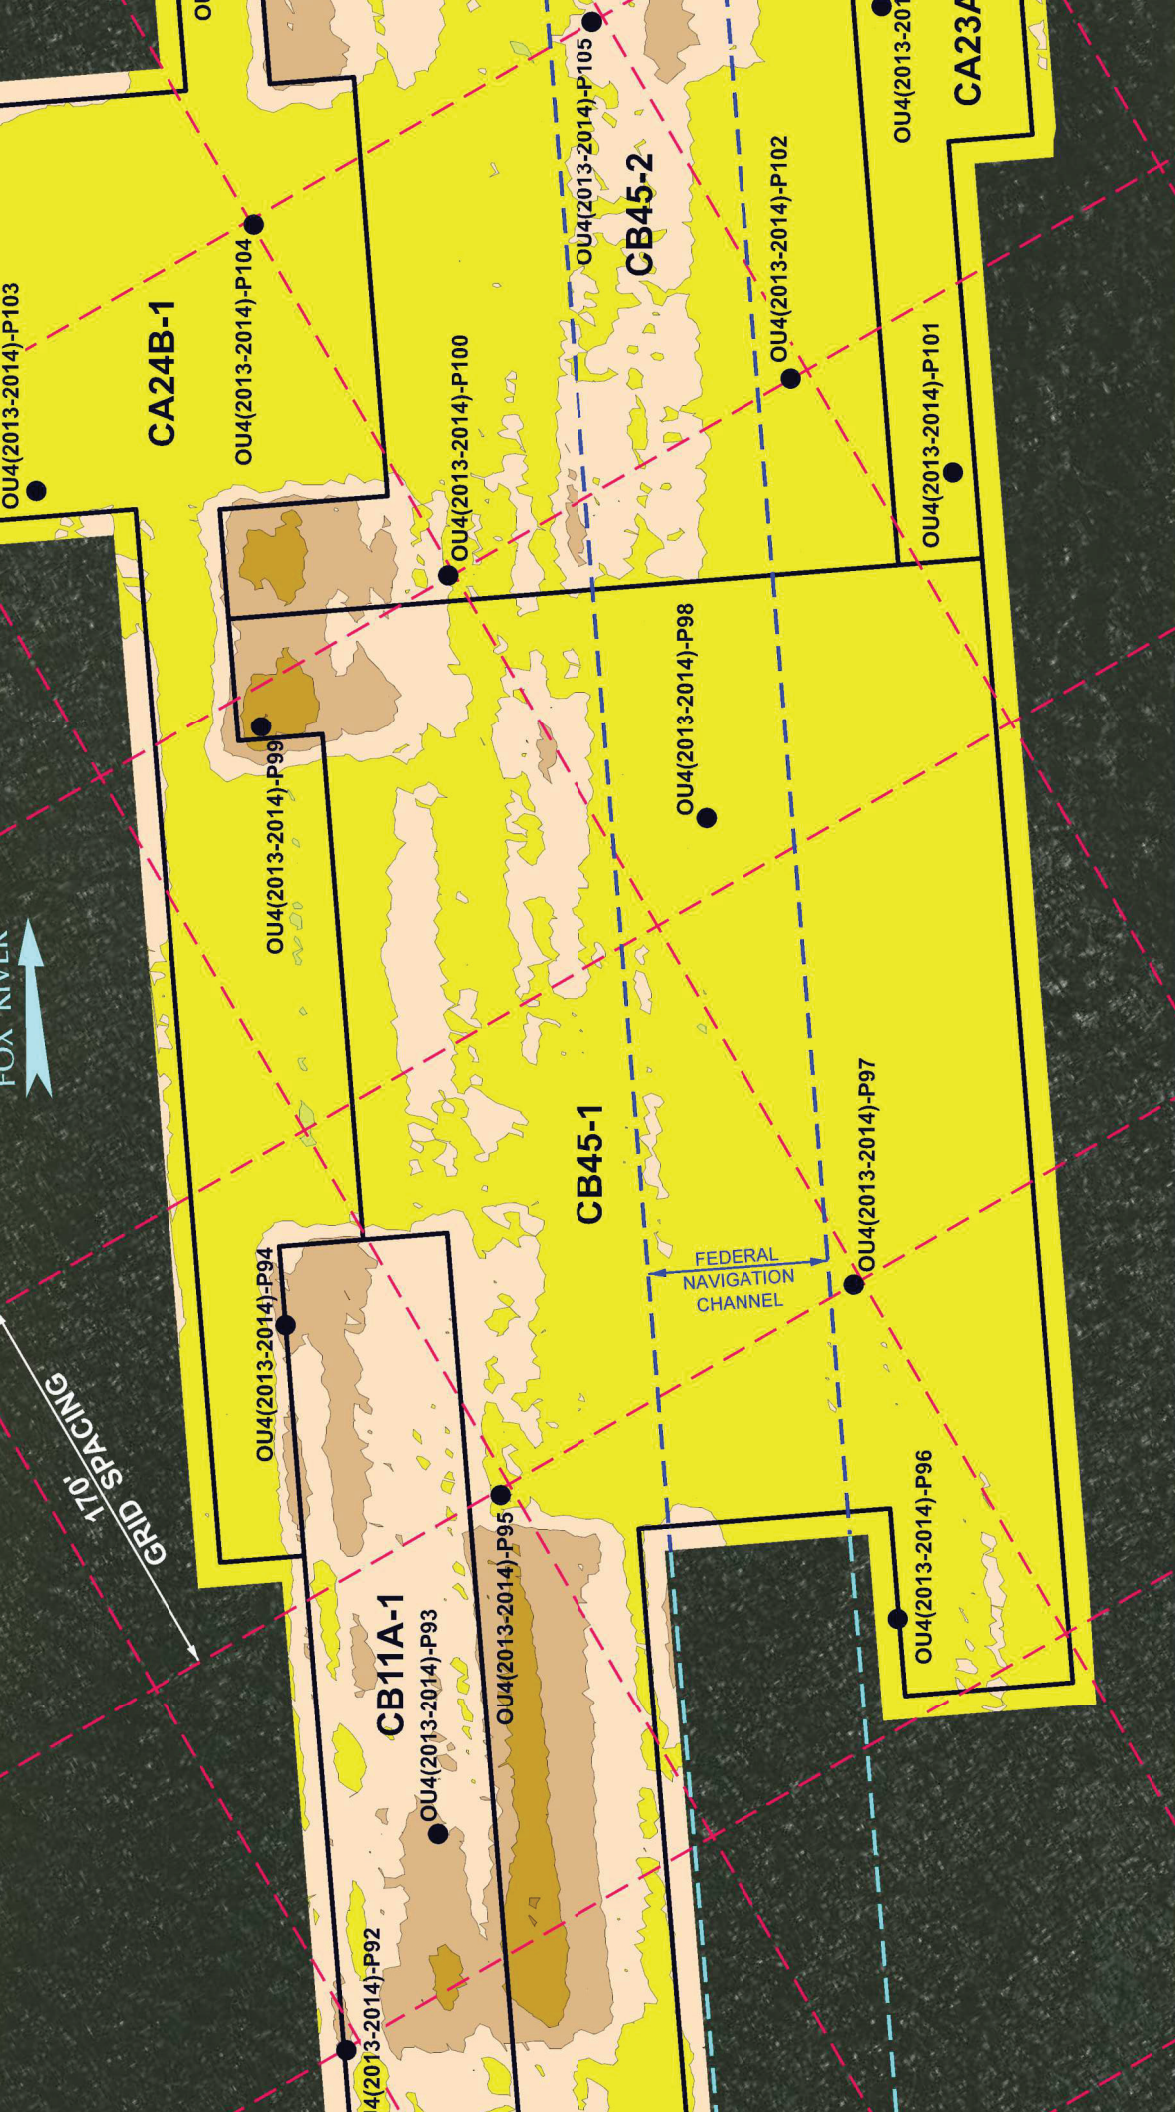 OU4(2013-2014)-P103
CA24B-1
OU4(2013-2014)-P104
OU4(2013-2014)-P100
OU4(2013-2014)-P105
CB45-2
OU4(2013-2014)-P102
CA23A
OU4(2013-2014)-P101
OU4(2013-2014)-P98
OU4(2013-2014)-P99
FOX RIVER
CB45-1
OU4(2013-2014)-P97
FEDERAL
NAVIGATION
CHANNEL
OU4(2013-2014)-P94
170'
GRID SPACING
OU4(2013-2014)-P96
OU4(2013-2014)-P95
CB11A-1
OU4(2013-2014)-P93
4(2013-2014)-P92
OU4(2013-201